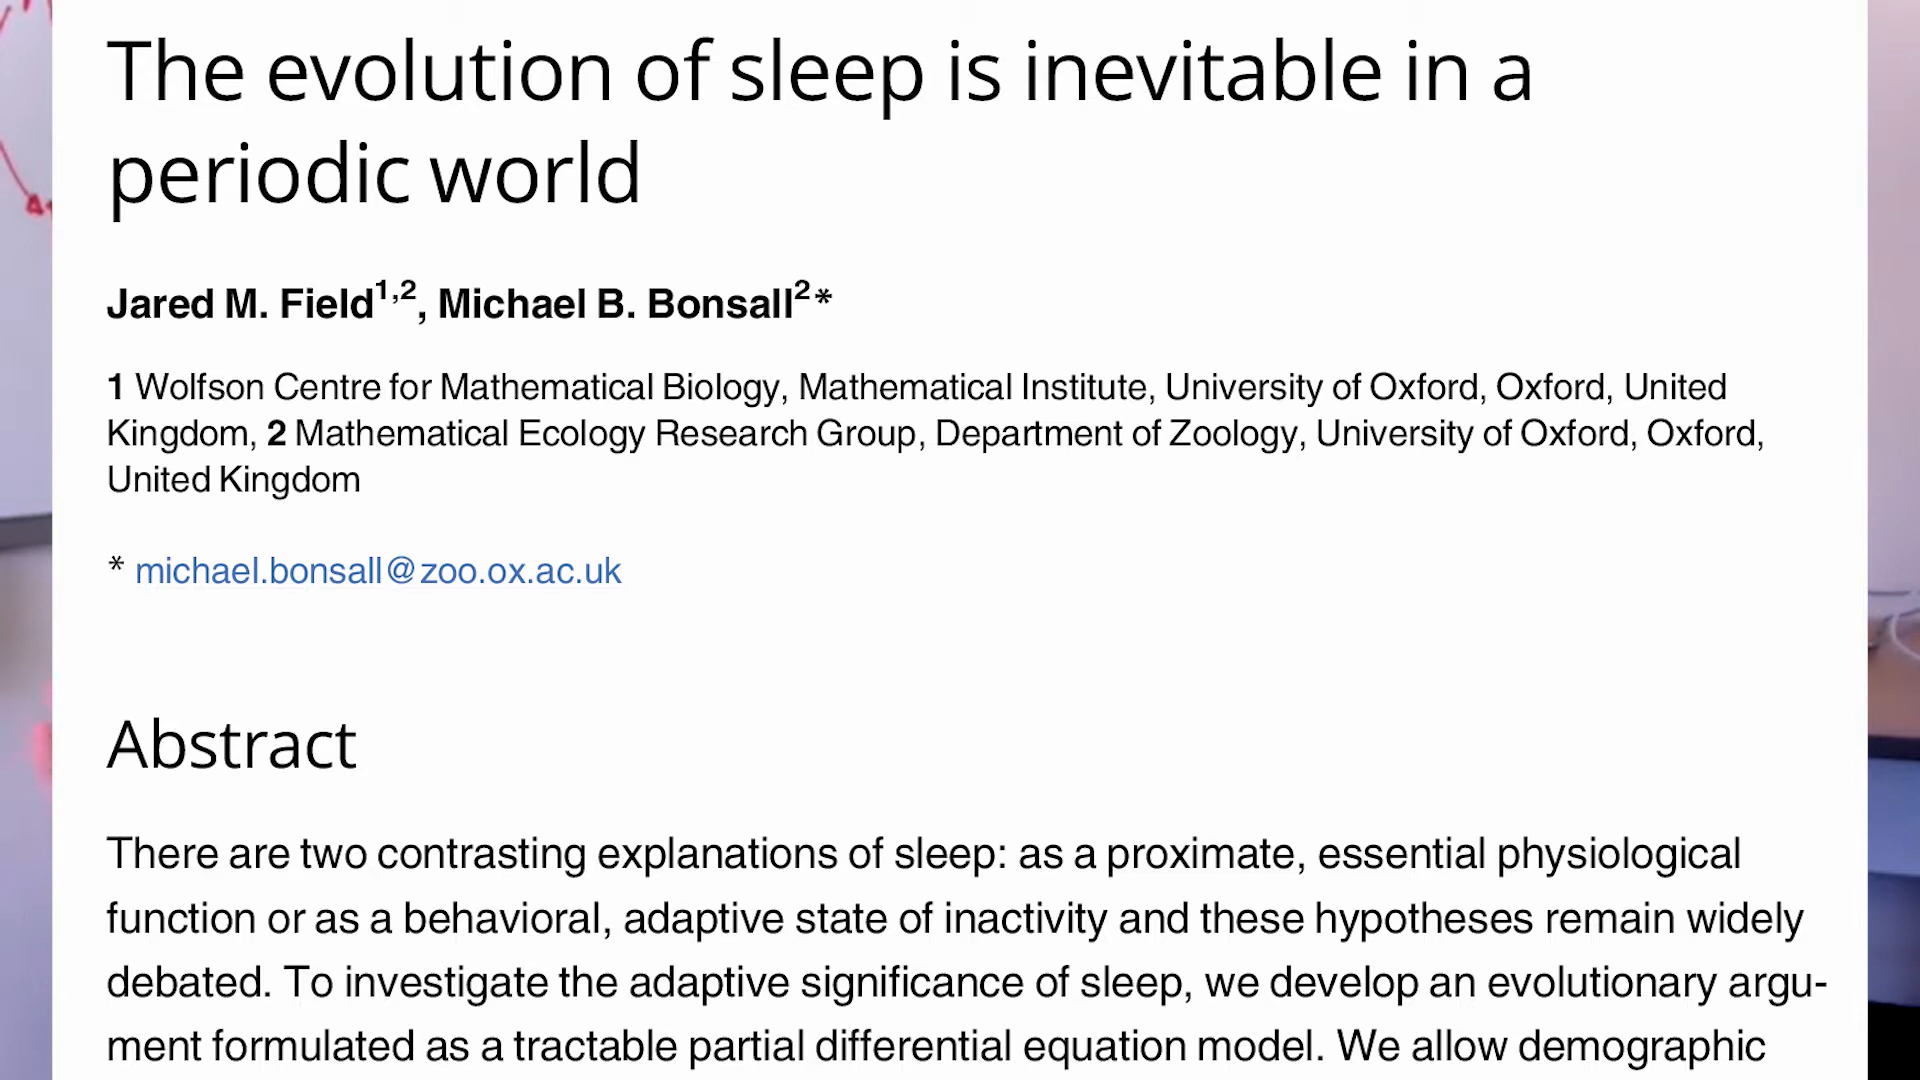 The evolution of sleep is inevitable in a
periodic world
Jared M. Field1,2, Michael B. Bonsall2*
1 Wolfson Centre for Mathematical Biology, Mathematical Institute, University of Oxford, Oxford, United
Kingdom, 2 Mathematical Ecology Research Group, Department of Zoology, University of Oxford, Oxford,
United Kingdom
* michael.bonsall@zoo.ox.ac.uk
Abstract
There are two contrasting explanations of sleep: as a proximate, essential physiological
function or as a behavioral, adaptive state of inactivity and these hypotheses remain widely
debated. To investigate the adaptive significance of sleep, we develop an evolutionary argu-
ment formulated as a tractable partial differential equation model. We allow demographic